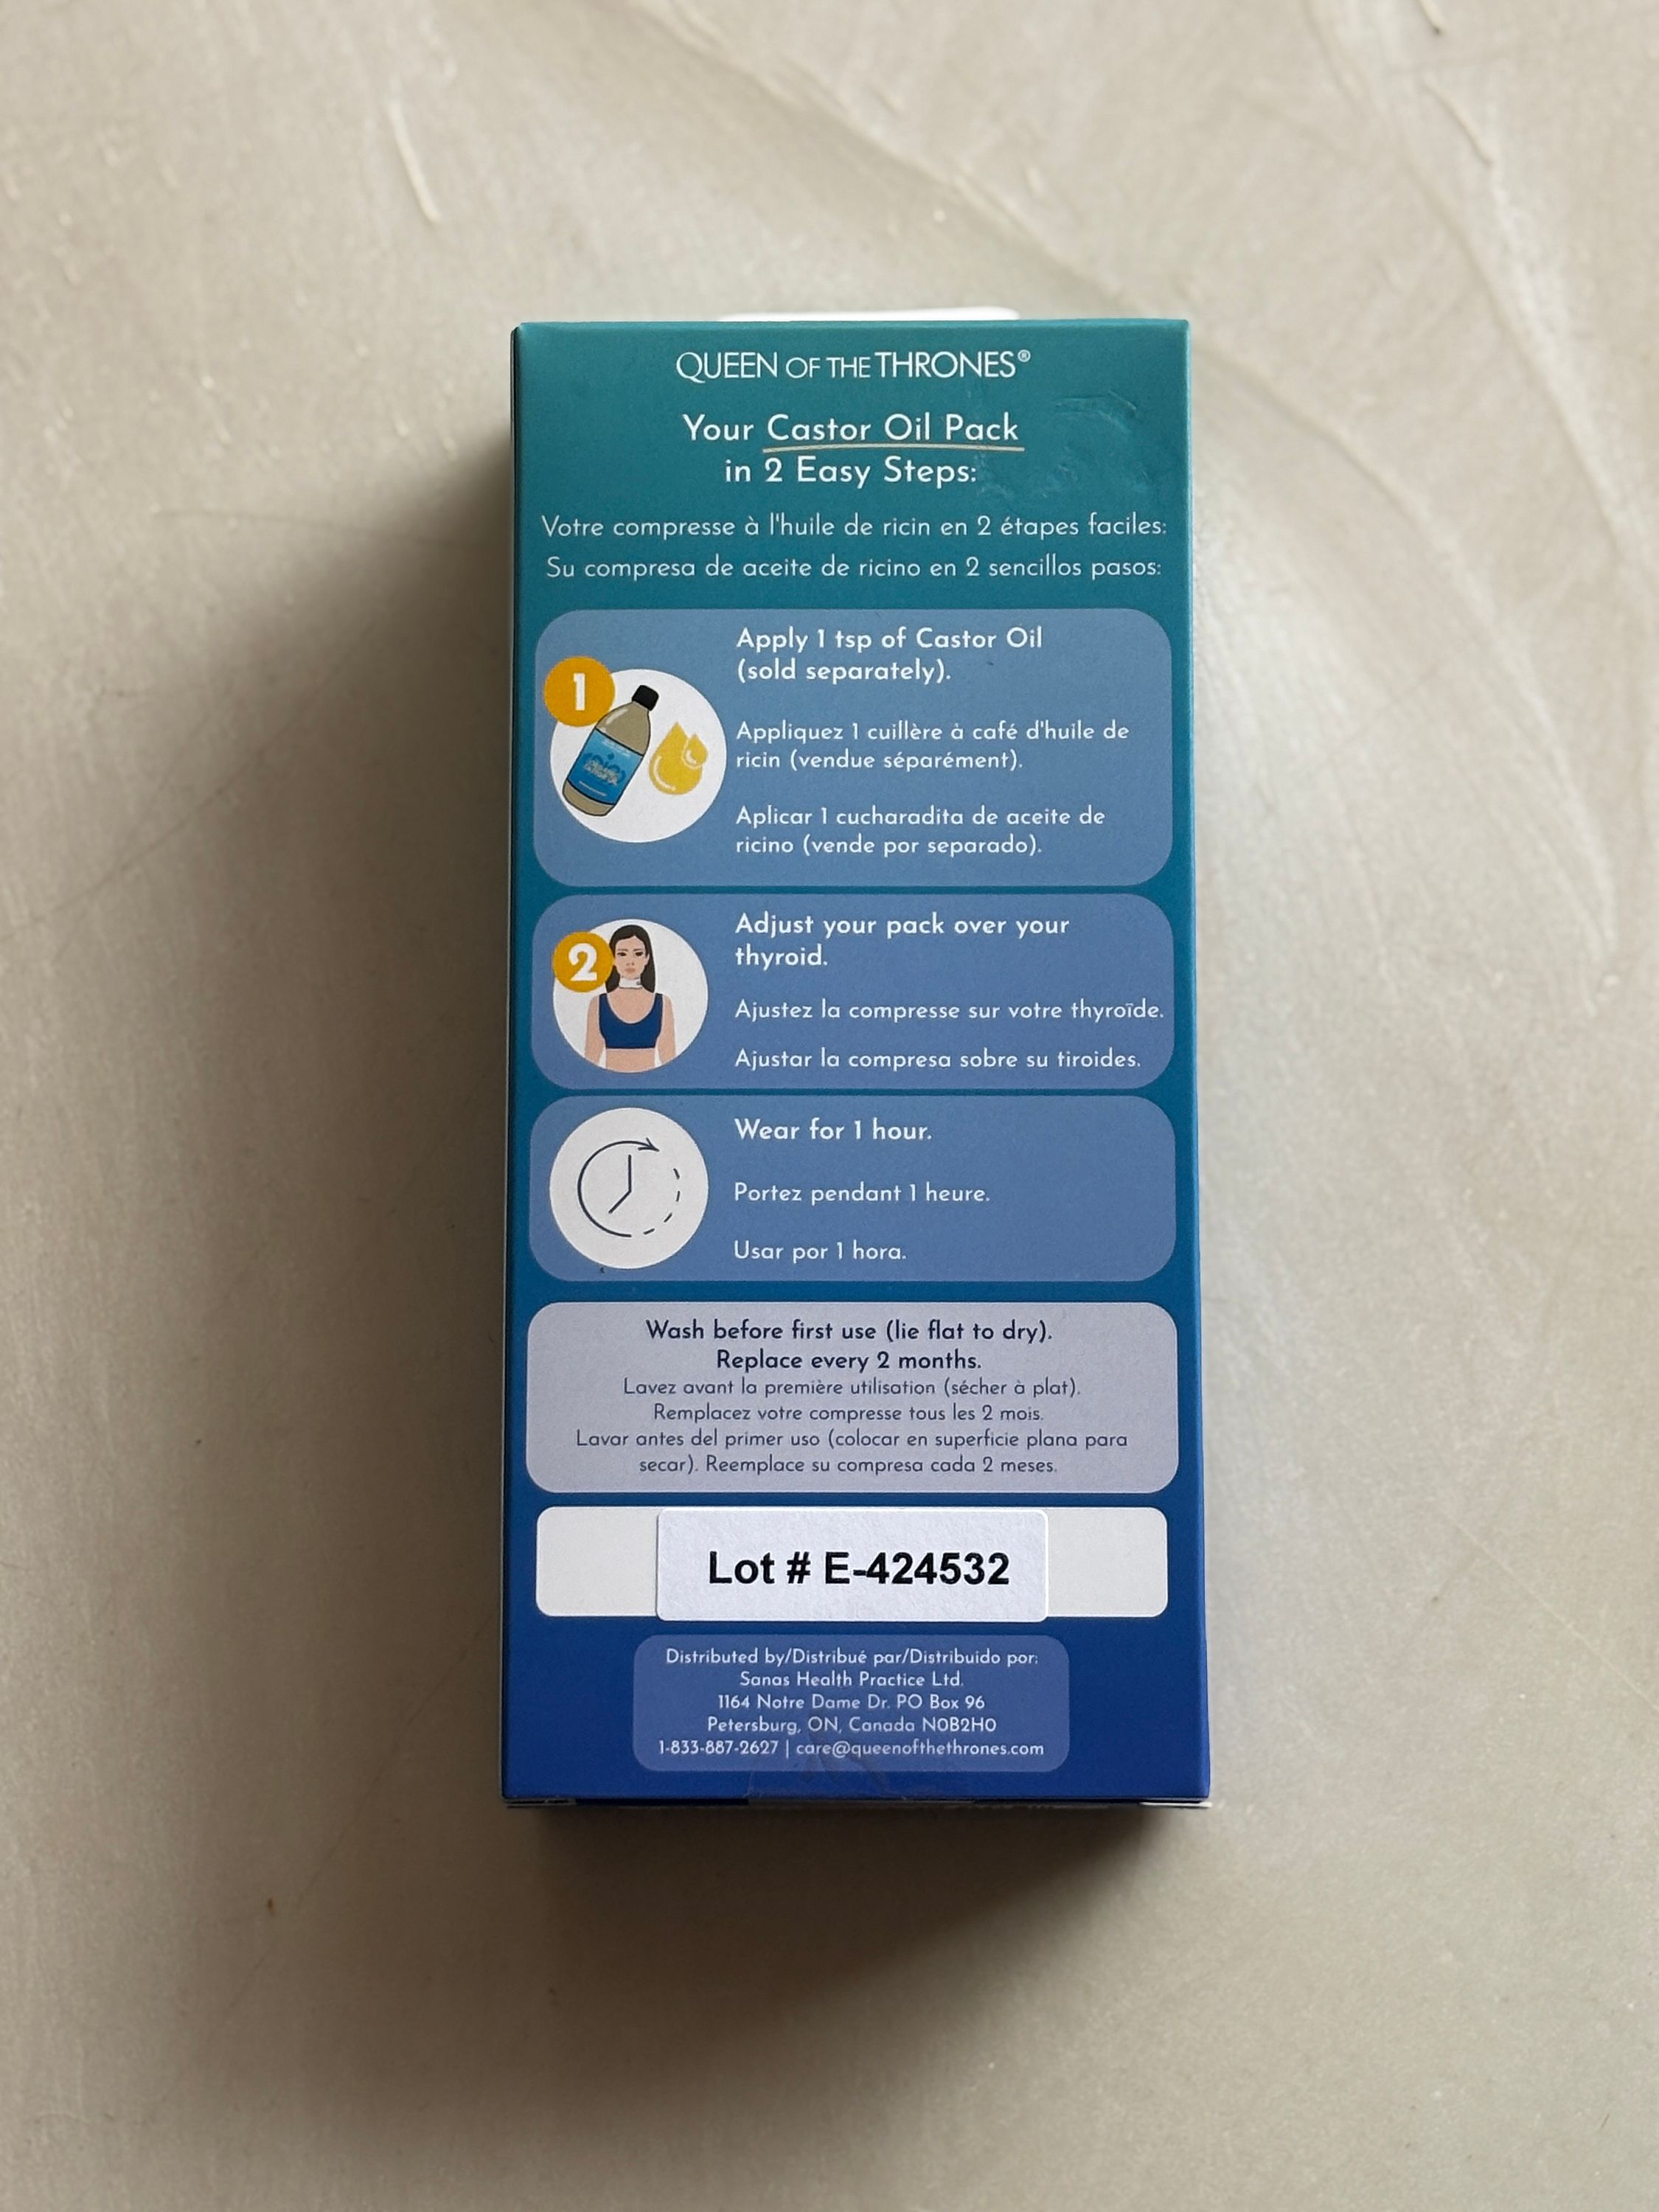 QUEEN OF THE THRONES®
Your Castor Oil Pack
in 2 Easy Steps:
Votre compresse à l'huile de ricin en 2 étapes faciles:
Su compresa de aceite de ricino en 2 sencillos pasos:
1
Apply 1 tsp of Castor Oil
(sold separately).
Appliquez 1 cuillère à café d'huile de
ricin (vendue séparément).
Aplicar 1 cucharadita de aceite de
ricino (vende por separado).
2
Adjust your pack over your
thyroid.
Ajustez la compresse sur votre thyroïde.
Ajustar la compresa sobre su tiroides.
Wear for 1 hour.
Portez pendant 1 heure.
Usar por 1 hora.
Wash before first use (lie flat to dry).
Replace every 2 months.
Lavez avant la première utilisation (sécher à plat).
Remplacez votre compresse tous les 2 mois.
Lavar antes del primer uso (colocar en superficie plana para
secar). Reemplace su compresa cada 2 meses.
Lot # E-424532
Distributed by/Distribué par/Distribuido por:
Sanas Health Practice Ltd.
1164 Notre Dame Dr. PO Box 96
Petersburg, ON, Canada N0B2H0
1-833-887-2627 | care@queenofthethrones.com